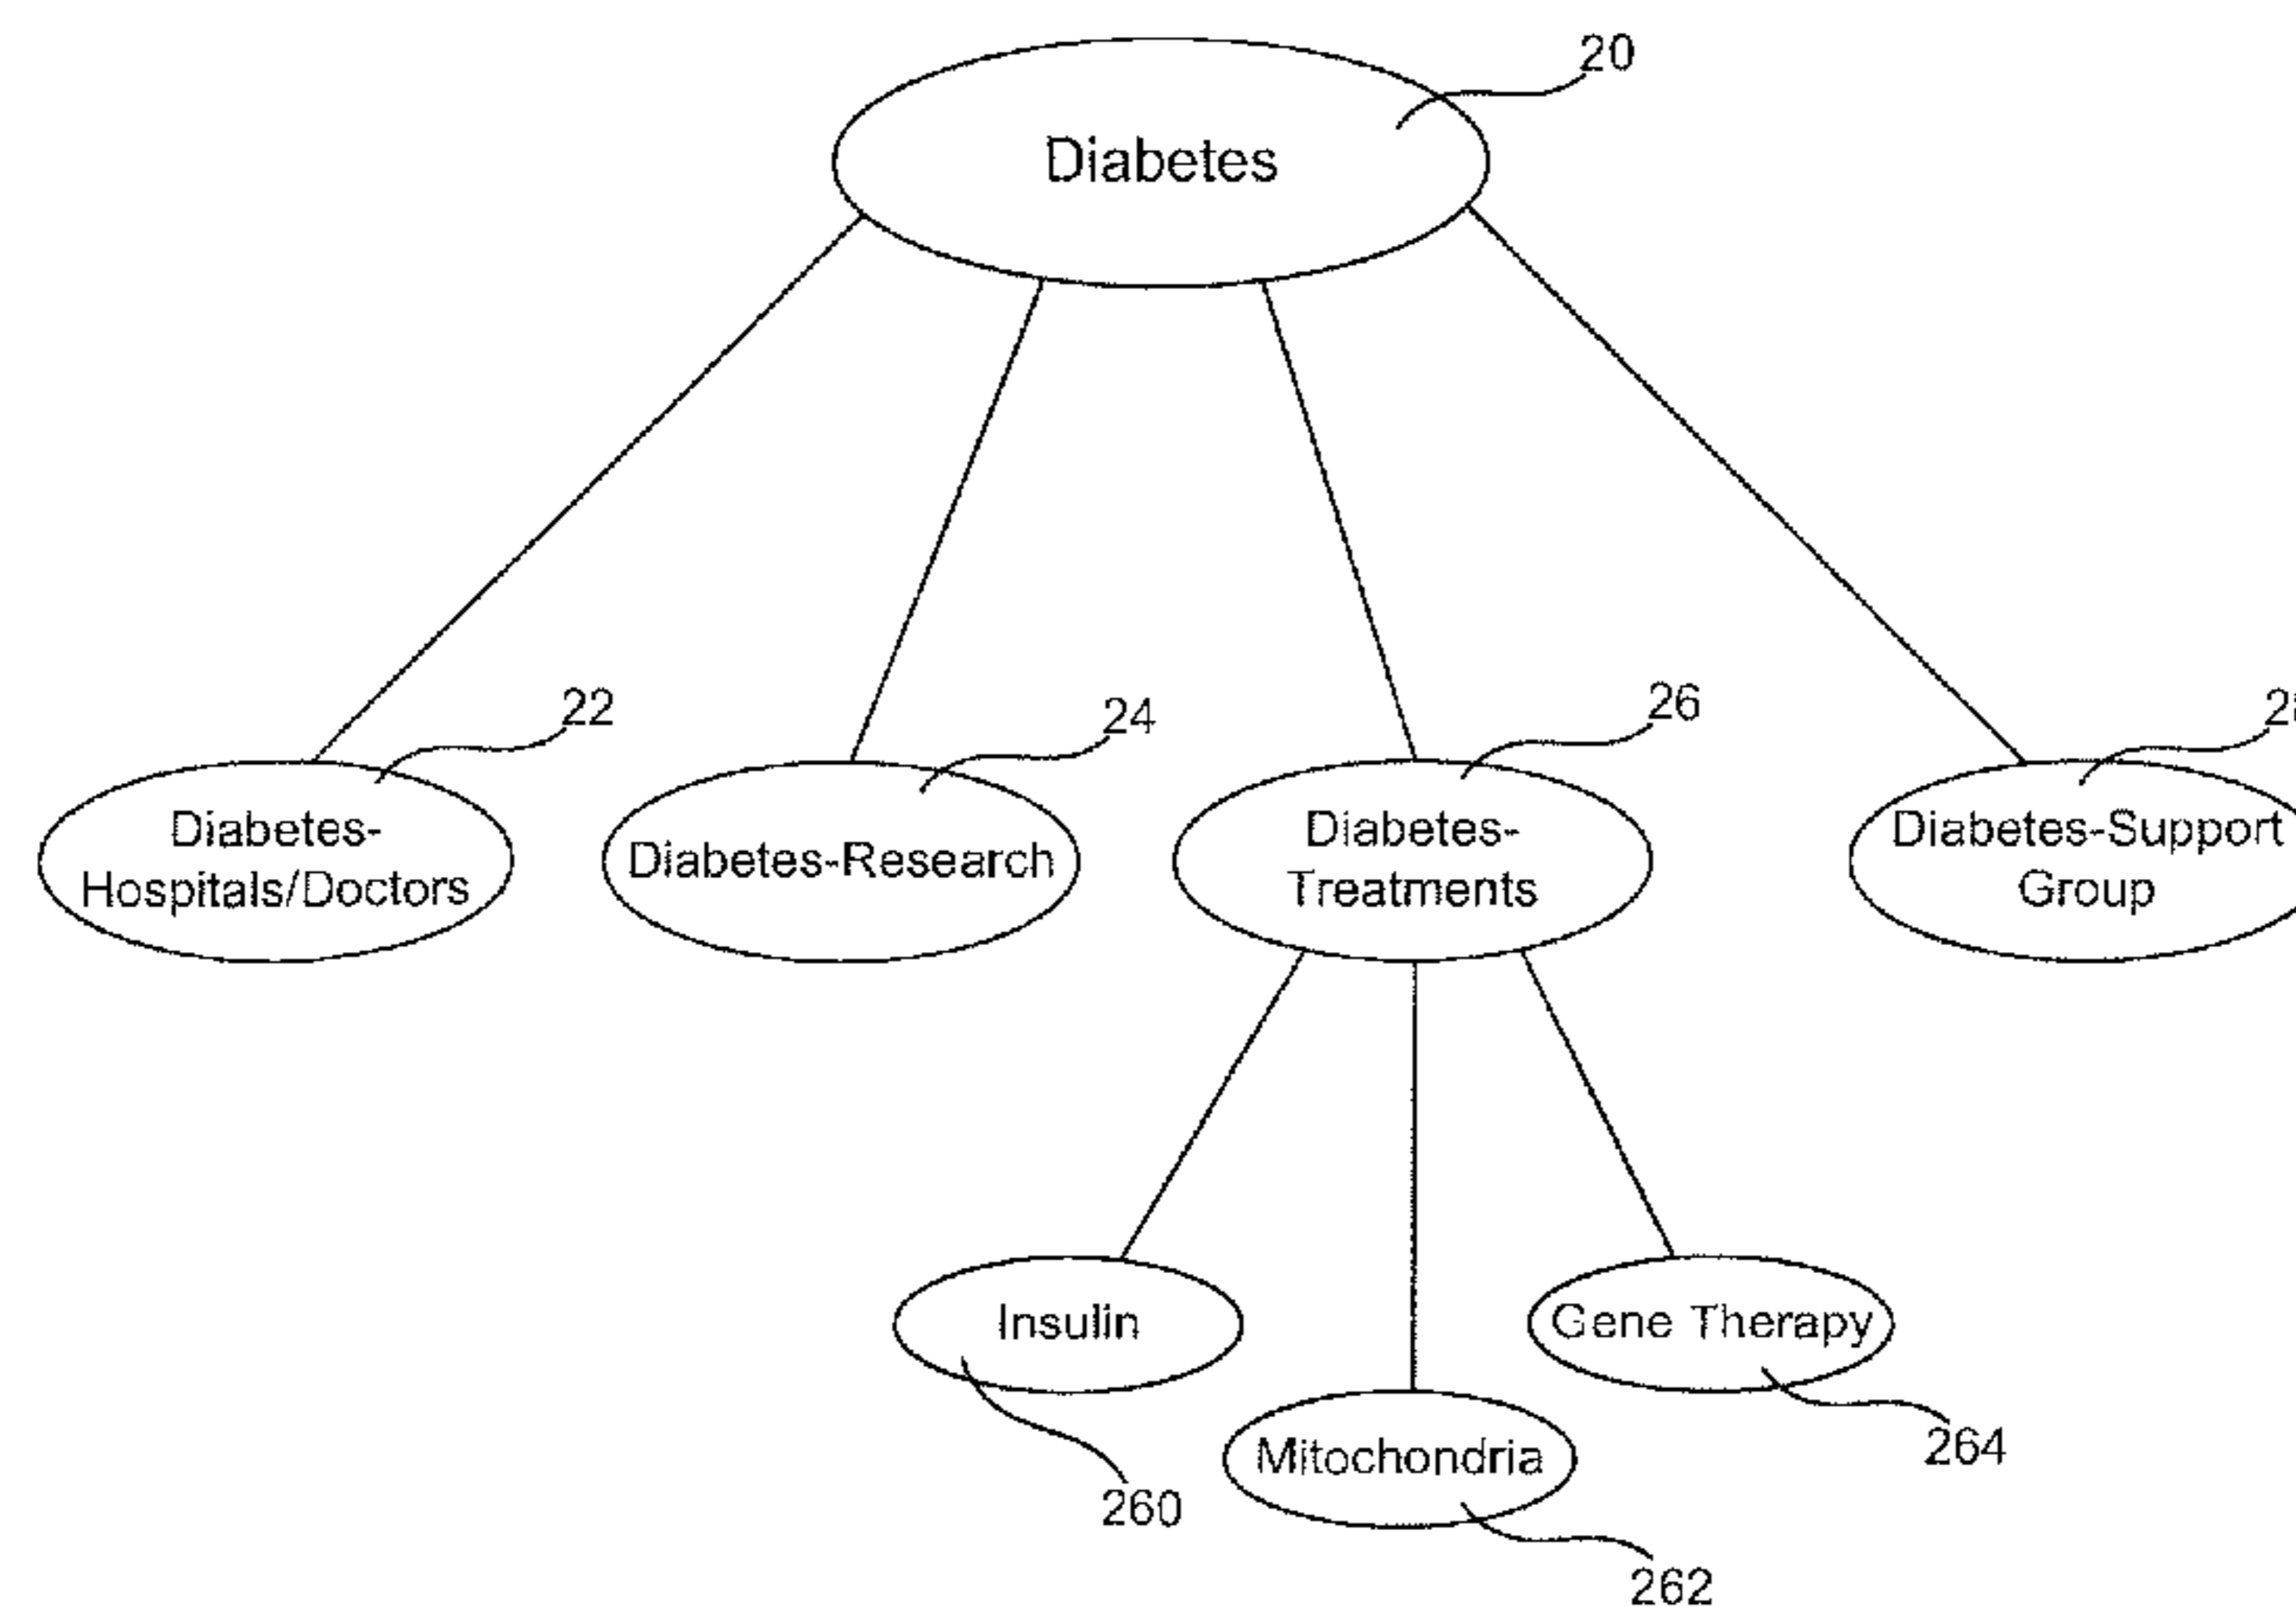 20
Diabetes
22
24
26
Diabetes-
Hospitals/Doctors
Diabetes-Research
Diabetes-
Treatments
Diabetes-Support
Group
Insulin
Gene Therapy
Mitochondria
260
264
262